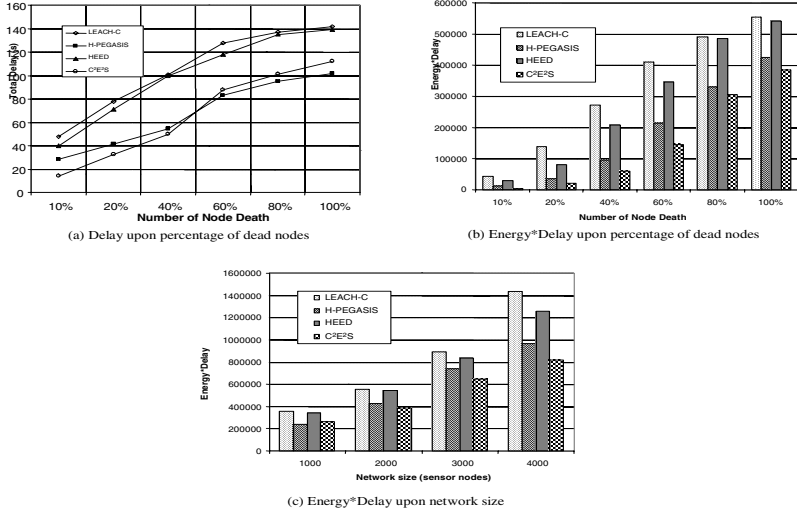 160
140
120
100
80
60
40
20
0
Total Delay (s)
LEACH-C
H-PEGASIS
HEED
C²E²S
10% 20% 40% 60% 80% 100%
Number of Node Death
(a) Delay upon percentage of dead nodes
600000
500000
400000
300000
200000
100000
0
Energy*Delay
LEACH-C
H-PEGASIS
HEED
C²E²S
10% 20% 40% 60% 80% 100%
Number of Node Death
(b) Energy*Delay upon percentage of dead nodes
1600000
1400000
1200000
1000000
800000
600000
400000
200000
0
Energy*Delay
LEACH-C
H-PEGASIS
HEED
C²E²S
1000 2000 3000 4000
Network size (sensor nodes)
(c) Energy*Delay upon network size